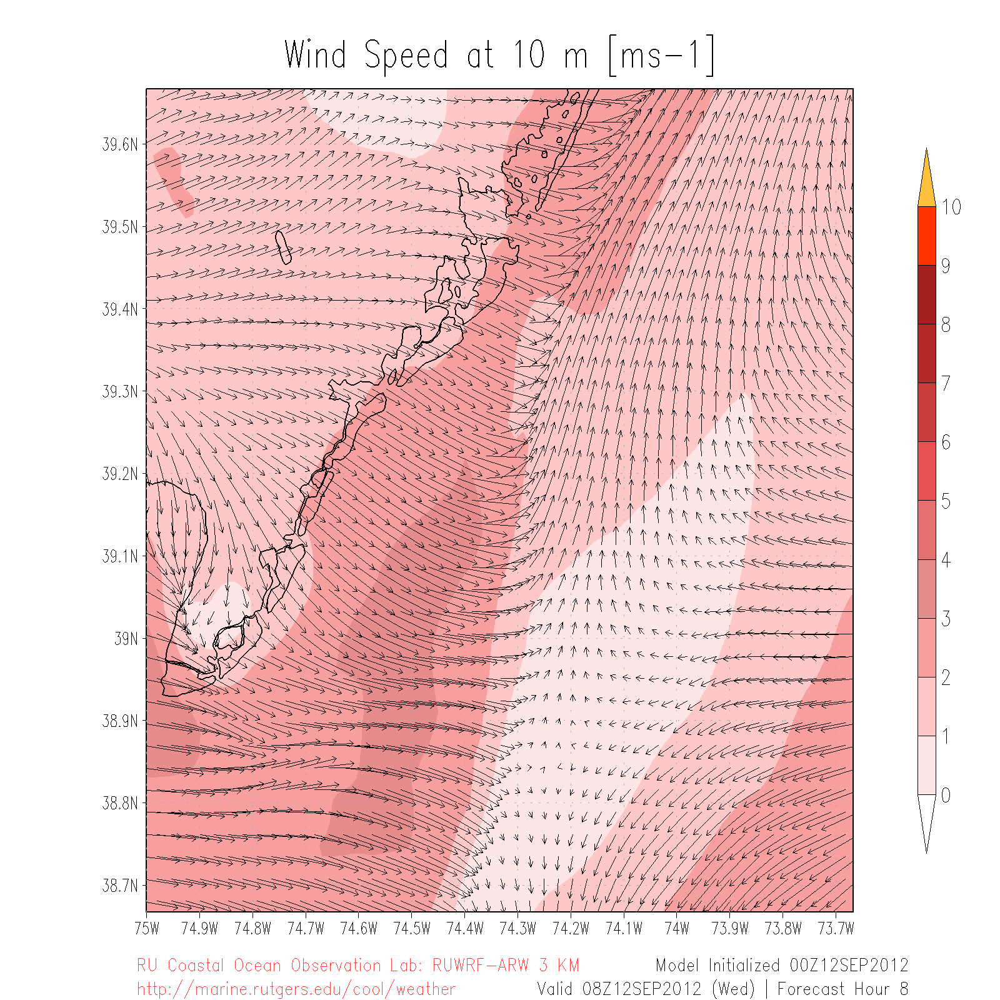 Wind Speed at 10 m [ms-1]
39.6N
39.5N
39.4N
39.3N
39.2N
39.1N
39N
38.9N
38.8N
38.7N
75W 74.9W 74.8W 74.7W 74.6W 74.5W 74.4W 74.3W 74.2W 74.1W 74W 73.9W 73.8W 73.7W
10
9
8
7
6
5
4
3
2
1
0
RU Coastal Ocean Observation Lab: RUWRF-ARW 3 KM
Model Initialized 00Z12SEP2012
http://marine.rutgers.edu/cool/weather
Valid 08Z12SEP2012 (Wed) | Forecast Hour 8